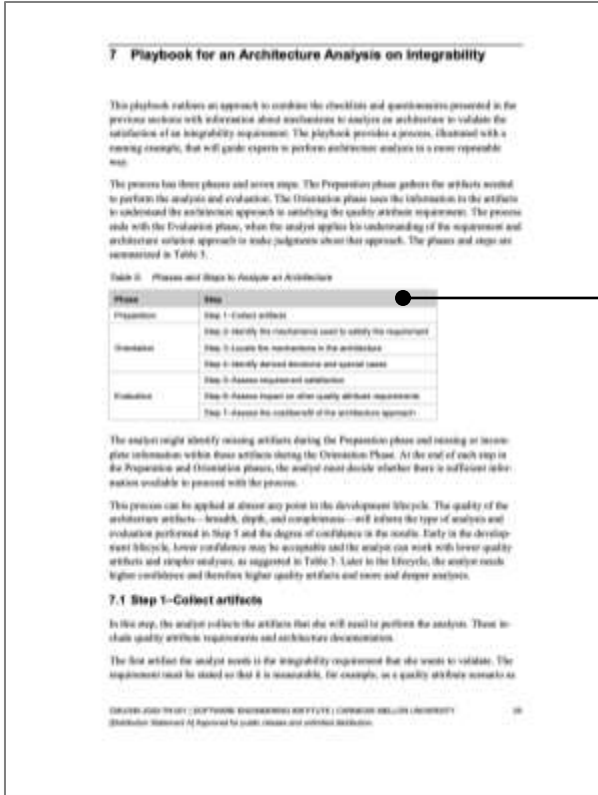 7 Playbook for an Architecture Analysis on Integrability
This playbook outlines an approach to combine the checklists and questionnaires presented in the
previous sections with information about mechanisms to analyze an architecture to validate the
satisfaction of an integrability requirement. The playbook provides a process, illustrated with a
running example, that will guide experts to perform architecture analysis in a more repeatable
way.
The process has three phases and seven steps. The Preparation phase gathers the artifacts needed
to perform the analysis and evaluation. The Orientation phase uses the information in the artifacts
to understand the architecture approach to satisfying the quality attribute requirement. The process
ends with the Evaluation phase, when the analyst applies his understanding of the requirement and
architecture solution approach to make judgments about that approach. The phases and steps are
summarized in Table
Phases and Steps to Analyze an Architecture
Phase Step
Preparation Step 1–Collect artifacts
Step 2–Identify the mechanisms used to satisfy the requirement
Orientation Step 3–Locate the mechanisms in the architecture
Step 4–Identify derived decisions and special cases
Step 5–Assess requirement satisfaction
Evaluation Step 6–Assess impact on other quality attribute requirements
Step 7–Assess the cost/benefit of the architecture approach
The analyst might identify missing artifacts during the Preparation phase and missing or incom-
plete information within those artifacts during the Orientation Phase. At the end of each step in
the Preparation and Orientation phases, the analyst must decide whether there is sufficient infor-
mation available to proceed with the process.
This process can be applied at almost any point in the development lifecycle. The quality of the
architecture artifacts—breadth, depth, and completeness—will inform the type of analysis and
evaluation performed in Step 5 and the degree of confidence in the results. Early in the develop-
ment lifecycle, lower confidence may be acceptable and the analyst can work with lower quality
artifacts and simpler analyses, as suggested in Table 3. Later in the lifecycle, the analyst needs
higher confidence and therefore higher quality artifacts and more and deeper analyses.
7.1 Step 1–Collect artifacts
In this step, the analyst collects the artifacts that she will need to perform the analysis. These in-
clude quality attribute requirements and architecture documentation.
The first artifact the analyst needs is the integrability requirement that she wants to validate. The
requirement must be stated so that it is measurable, for example, as a quality attribute scenario as
SOFTWARE ENGINEERING INSTITUTE | CARNEGIE MELLON UNIVERSITY
[Distribution Statement A] Approved for public release and unlimited distribution.